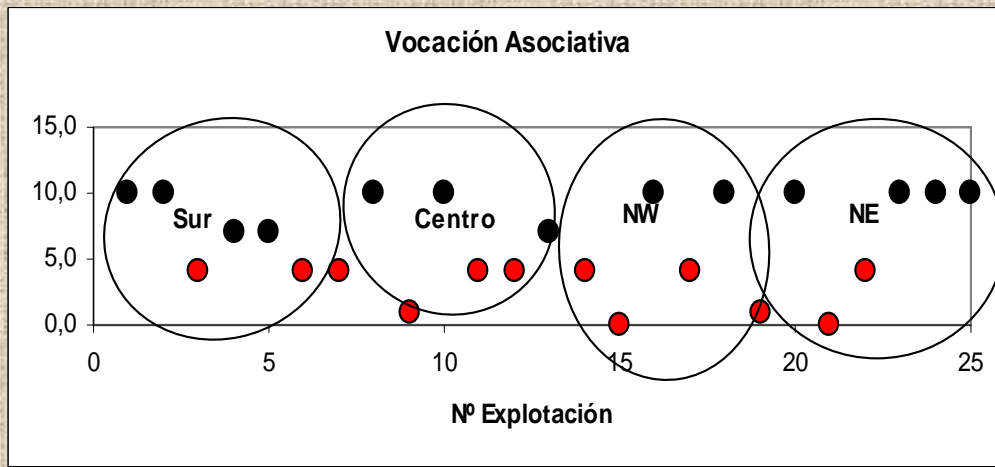 Vocación Asociativa
15,0
10,0
5,0
0,0
Sur
Centro
NW
NE
0 5 10 15 20 25
Nº Explotación